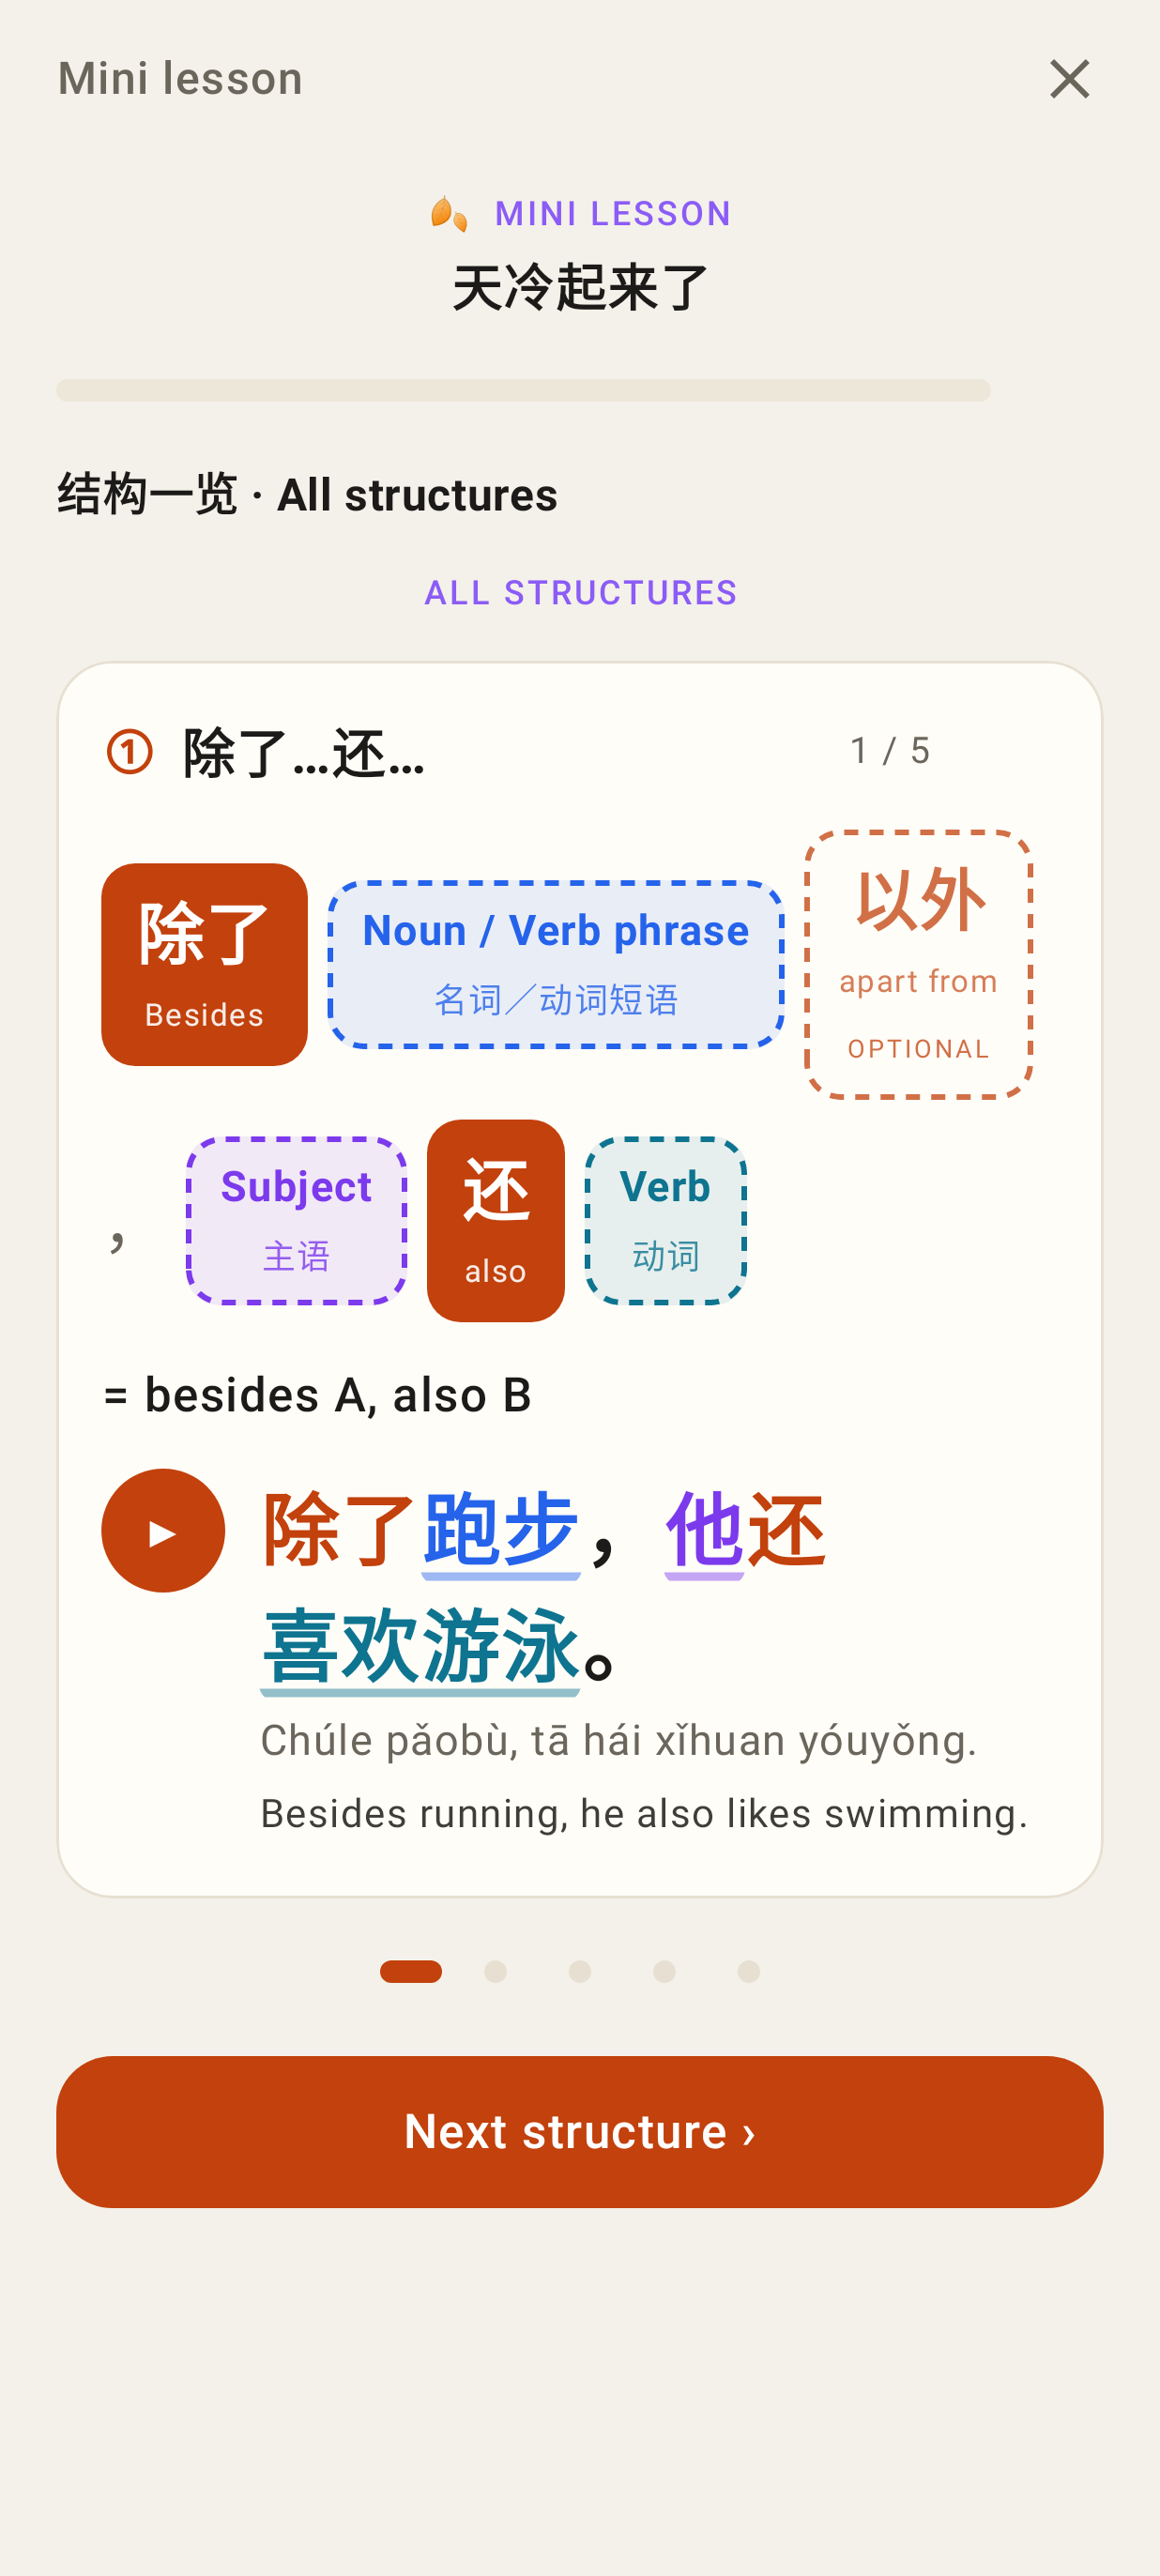 Mini lesson
MINI LESSON
天冷起来了
结构一览 · All structures
ALL STRUCTURES
① 除了…还… 1 / 5
除了 Noun / Verb phrase 以外
Besides 名词／动词短语 apart from
OPTIONAL
， Subject 还 Verb
主语 also 动词
= besides A, also B
除了跑步，他还
喜欢游泳。
Chúle pǎobù, tā hái xǐhuan yóuyǒng.
Besides running, he also likes swimming.
Next structure ›